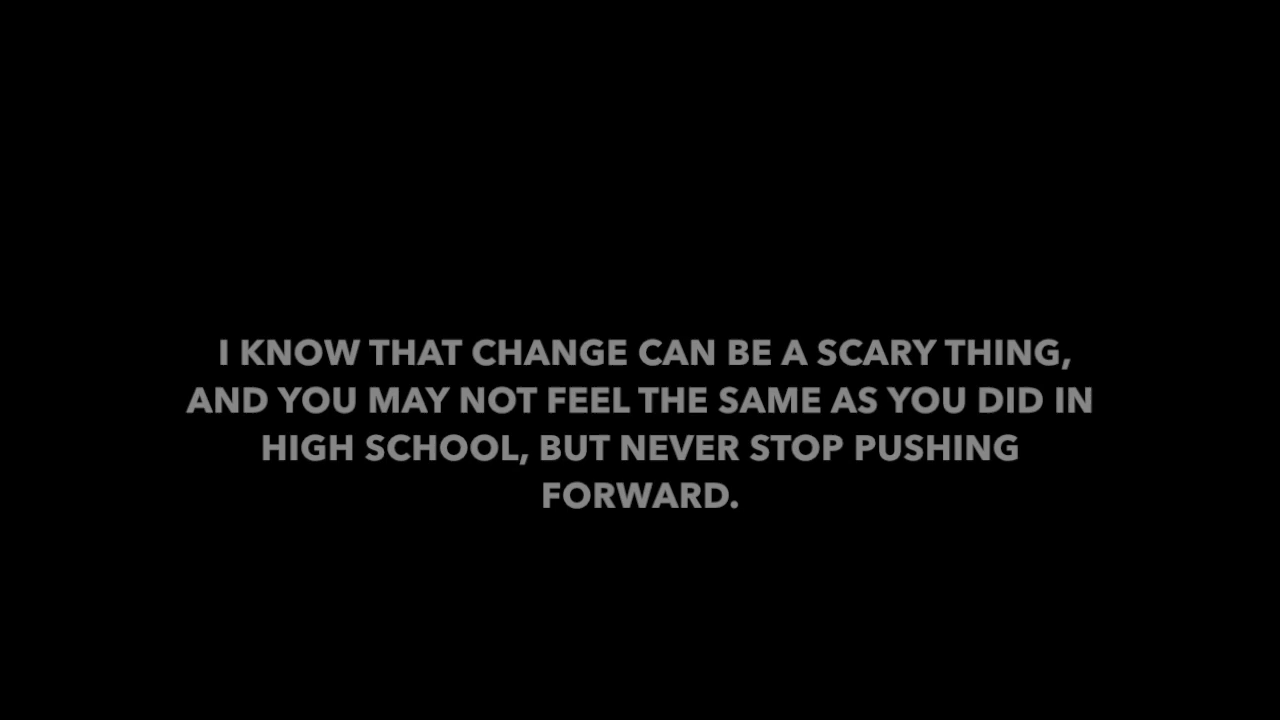 I KNOW THAT CHANGE CAN BE A SCARY THING,
AND YOU MAY NOT FEEL THE SAME AS YOU DID IN
HIGH SCHOOL, BUT NEVER STOP PUSHING
FORWARD.